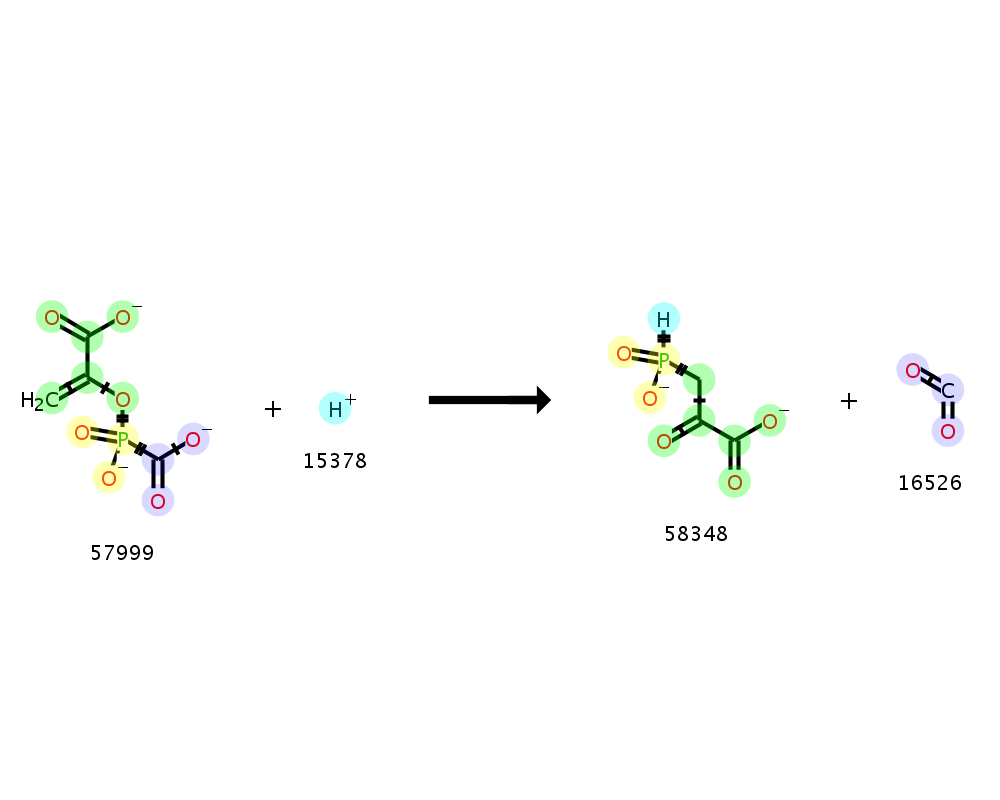 O O⁻
H₂C O
O P O⁻
O⁻
O
57999
+
H⁺
15378
H
O P
O⁻
O O⁻
O
58348
+
O
C
O
16526